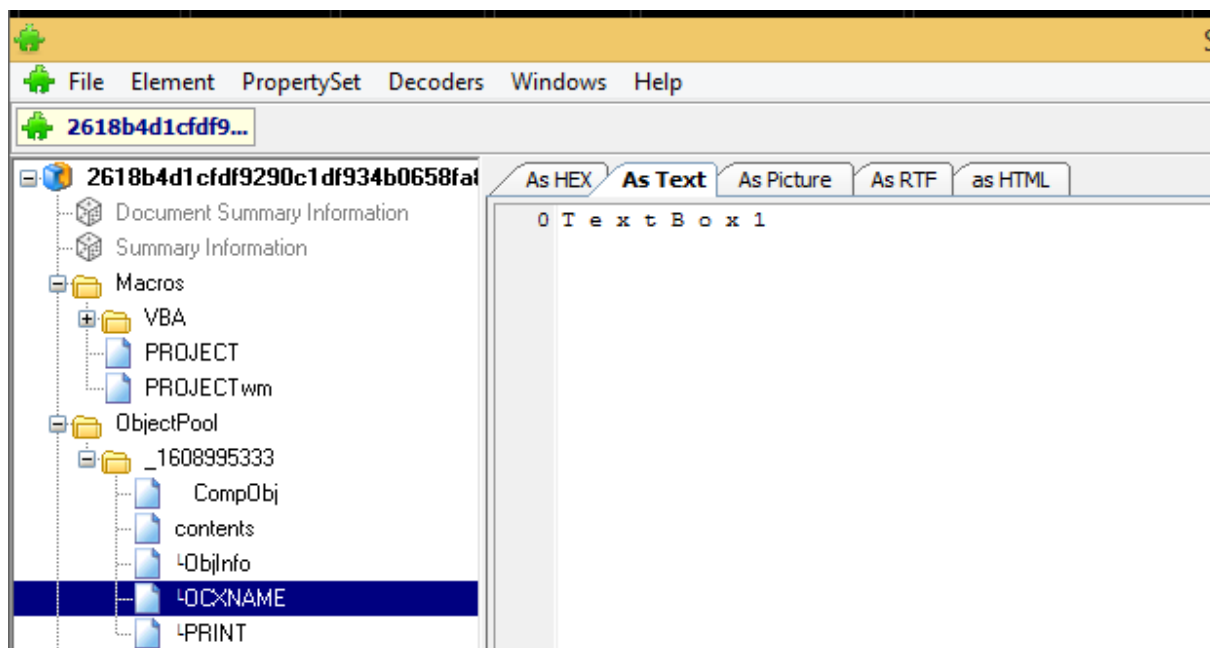 S
File Element PropertySet Decoders Windows Help
2618b4d1cfdf9...
2618b4d1cfdf9290c1df934b0658fa
As HEX As Text As Picture As RTF as HTML
Document Summary Information
0 T e x t B o x 1
Summary Information
Macros
VBA
PROJECT
PROJECTwm
ObjectPool
_1608995333
CompObj
contents
└ObjInfo
└OCXNAME
└PRINT